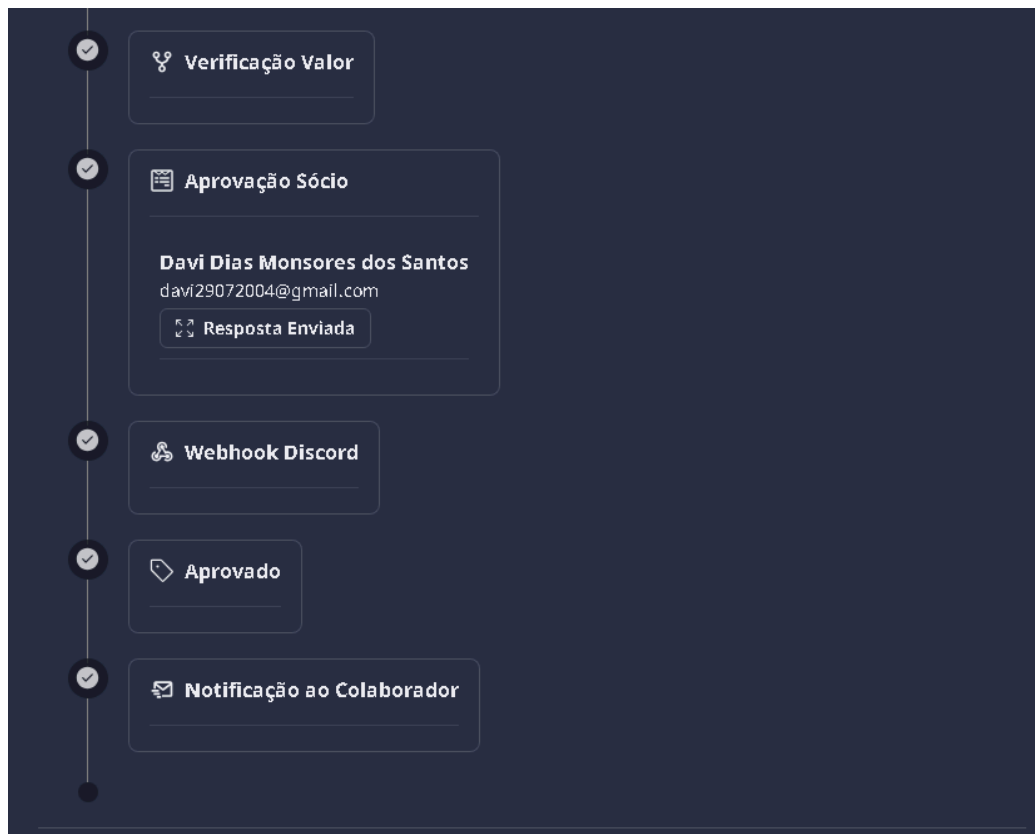 Verificação Valor
Aprovação Sócio
Davi Dias Monsores dos Santos
davi29072004@gmail.com
Resposta Enviada
Webhook Discord
Aprovado
Notificação ao Colaborador